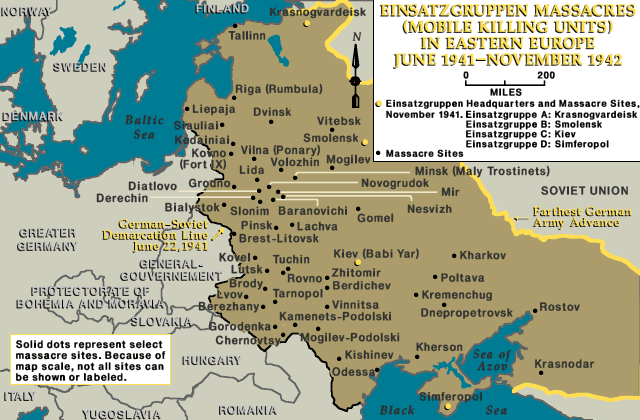 NORWAY
FINLAND
Krasnogvardeisk
EINSATZGRUPPEN MASSACRES
(MOBILE KILLING UNITS)
IN EASTERN EUROPE
JUNE 1941–NOVEMBER 1942
N
0 200
MILES
Einsatzgruppen Headquarters and Massacre Sites,
November 1941. Einsatzgruppe A: Krasnogvardeisk
Einsatzgruppe B: Smolensk
Einsatzgruppe C: Kiev
Einsatzgruppe D: Simferopol
Massacre Sites
Tallinn
SWEDEN
Riga (Rumbula)
Liepaja
Dvinsk
DENMARK
Baltic
Sea
Siauliai
Vitebsk
Smolensk
Kedainiai
Kovno
(Fort IX)
Vilna (Ponary)
Volozhin
Mogilev
Lida
Minsk (Maly Trostinets)
Diatlovo
Grodno
Novogrudok
Derechin
Mir
SOVIET UNION
Bialystok
Slonim
Baranovichi
Nesvizh
Gomel
Farthest German
Army Advance
German–Soviet
Demarcation Line
June 22,1941
Pinsk
Lachva
Brest-Litovsk
GREATER
GERMANY
GENERAL-
GOUVERNEMENT
Kovel
Tuchin
Kiev (Babi Yar)
Kharkov
Lutsk
Rovno
Zhitomir
Berdichev
Poltava
PROTECTORATE OF
BOHEMIA AND MORAVIA
Brody
Lvov
Tarnopol
Kremenchug
Berezhany
Vinnitsa
Dnepropetrovsk
Rostov
SLOVAKIA
Kamenets-Podolski
Gorodenka
Chernovtsy
Mogilev-Podolski
Solid dots represent select
massacre sites. Because of
map scale, not all sites can
be shown or labeled.
HUNGARY
Kishinev
Kherson
Sea of
Azov
Odessa
Krasnodar
ITALY
YUGOSLAVIA
ROMANIA
Simferopol
Black Sea